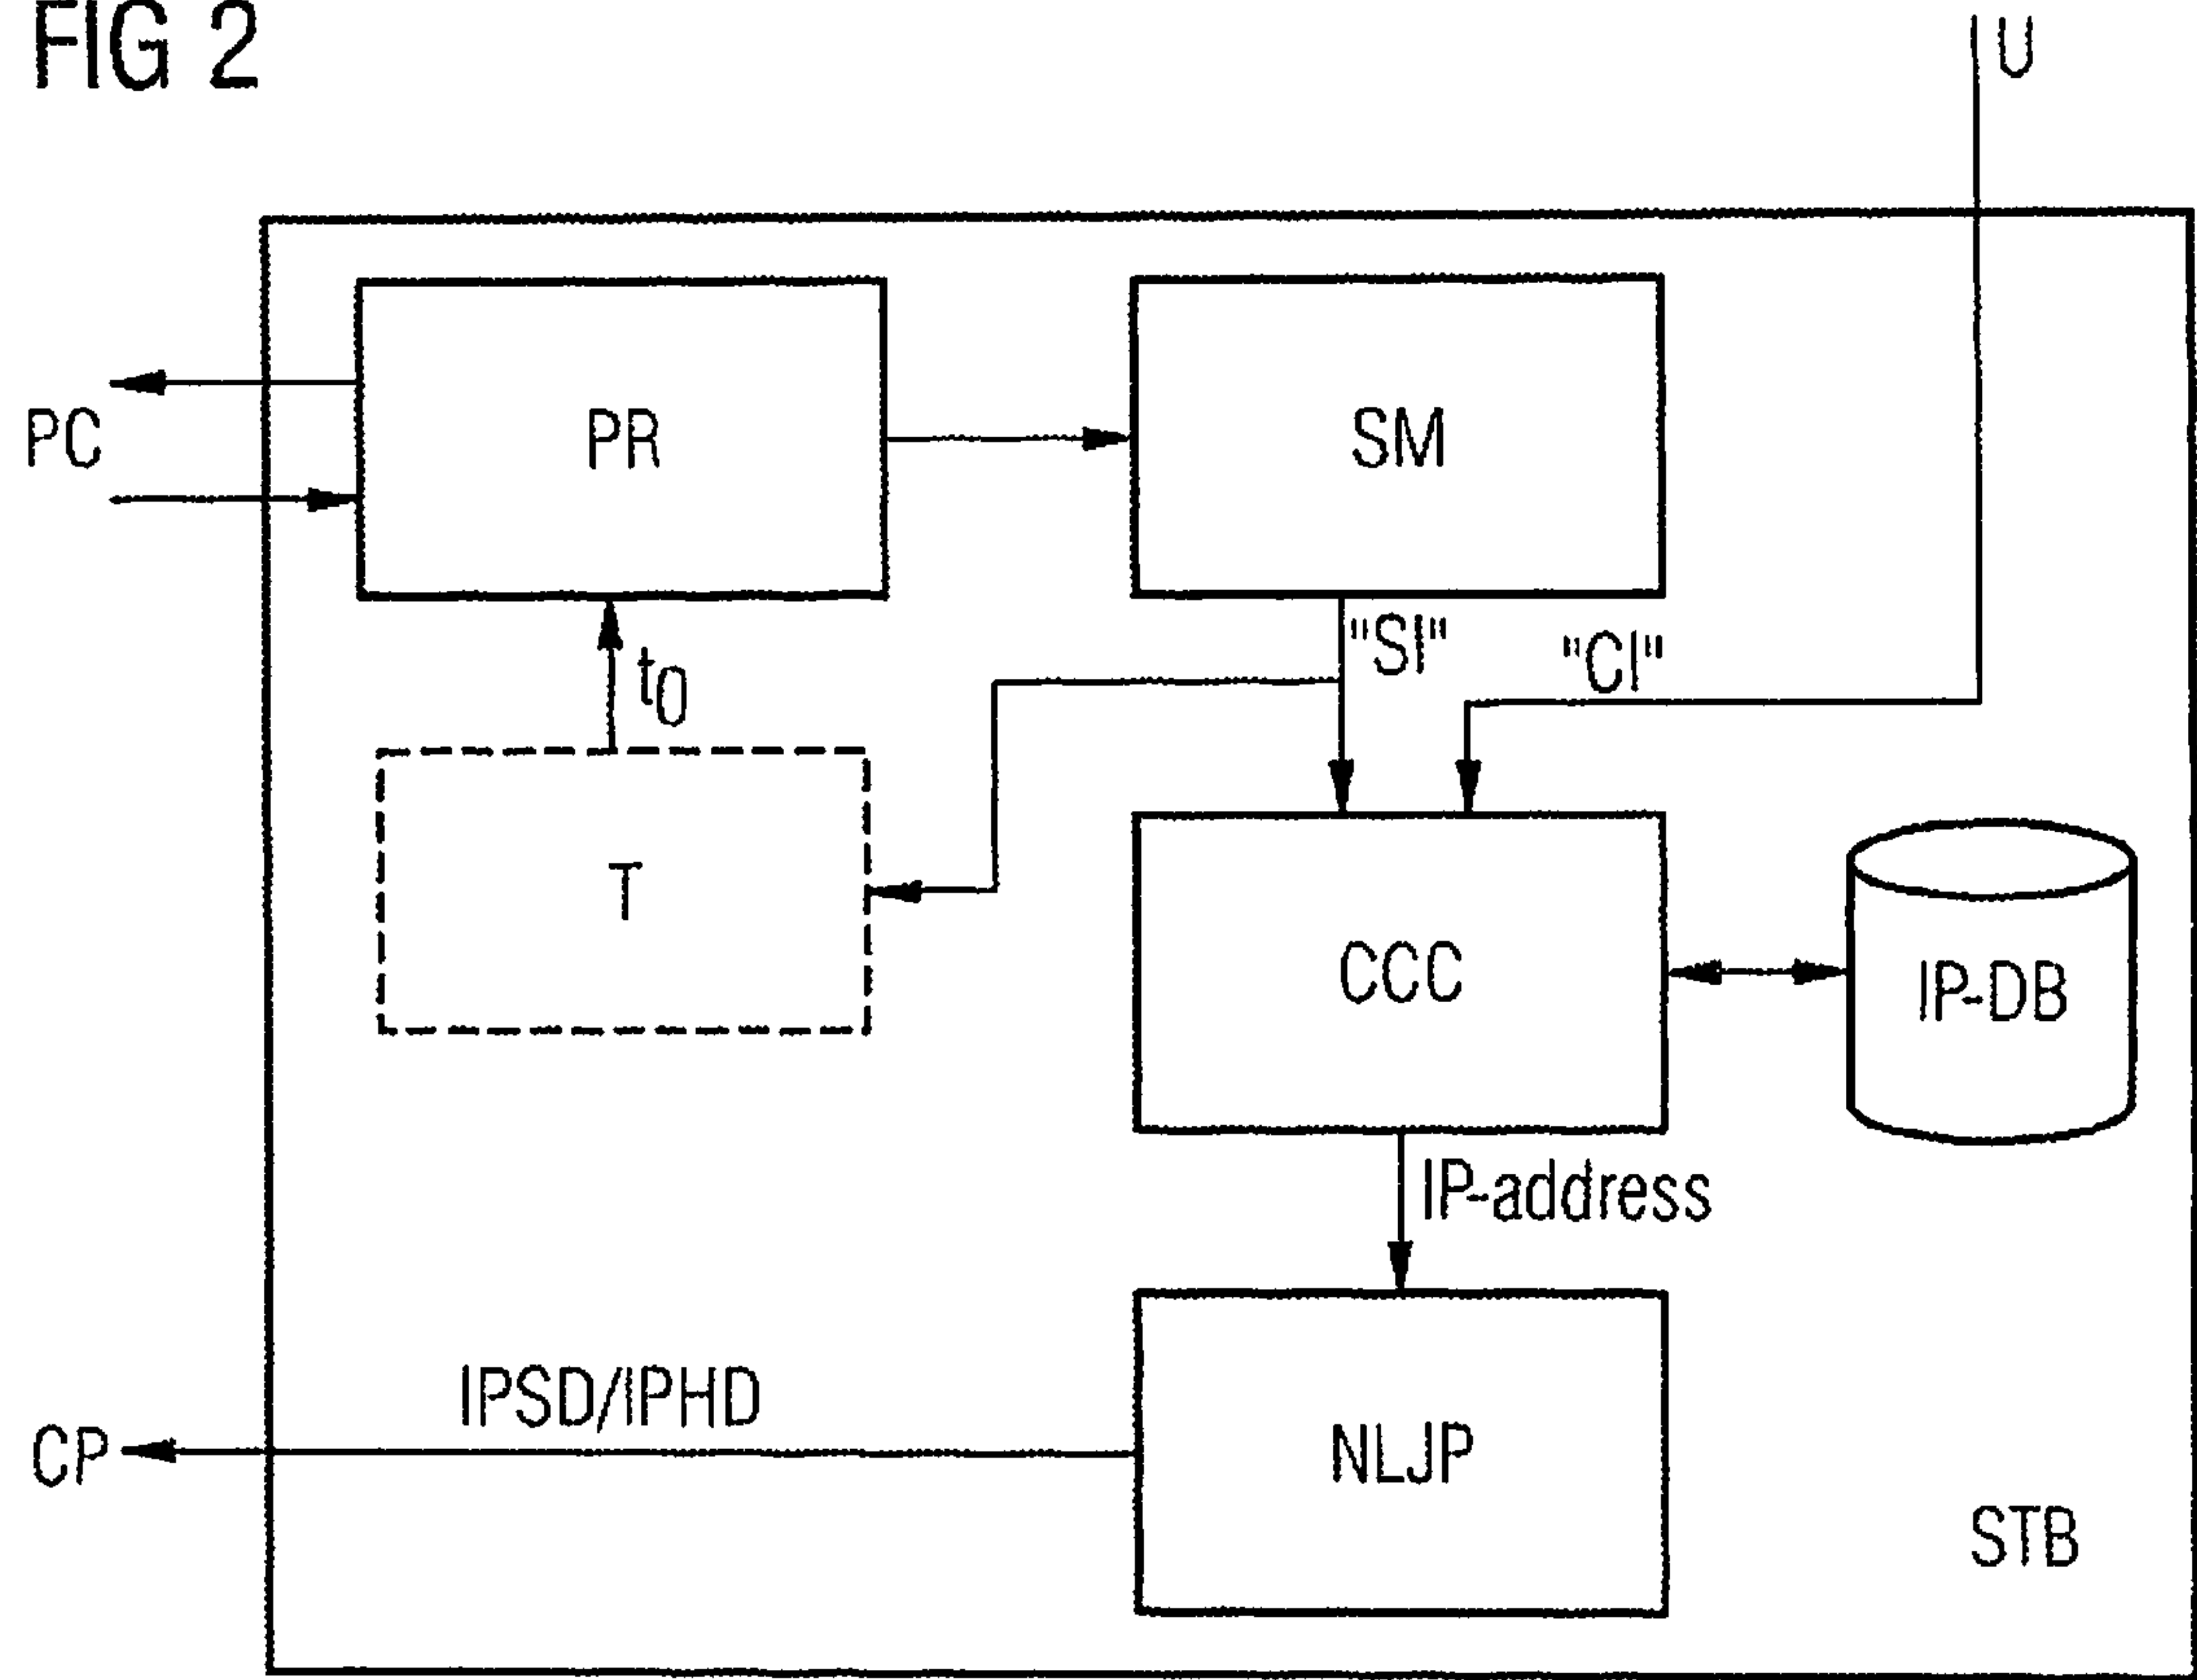 FIG 2
U
PC
PR
SM
"SI"
"CI"
t0
T
CCC
IP-DB
IP-address
IPSD/IPHD
CP
NLJP
STB